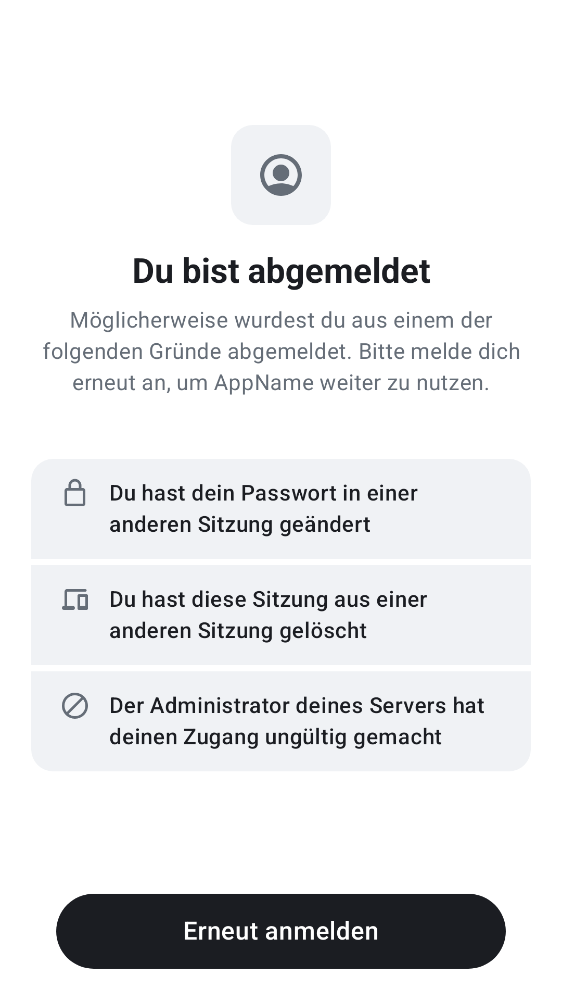 Du bist abgemeldet
Möglicherweise wurdest du aus einem der
folgenden Gründe abgemeldet. Bitte melde dich
erneut an, um AppName weiter zu nutzen.
Du hast dein Passwort in einer
anderen Sitzung geändert
Du hast diese Sitzung aus einer
anderen Sitzung gelöscht
Der Administrator deines Servers hat
deinen Zugang ungültig gemacht
Erneut anmelden